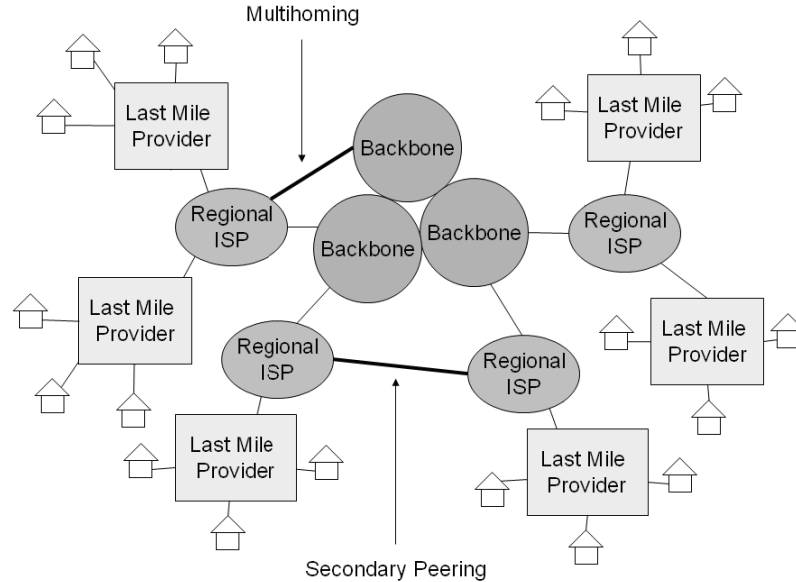 Multihoming
Last Mile
Provider
Backbone
Last Mile
Provider
Regional
ISP
Backbone
Backbone
Regional
ISP
Last Mile
Provider
Regional
ISP
Regional
ISP
Last Mile
Provider
Last Mile
Provider
Last Mile
Provider
Secondary Peering